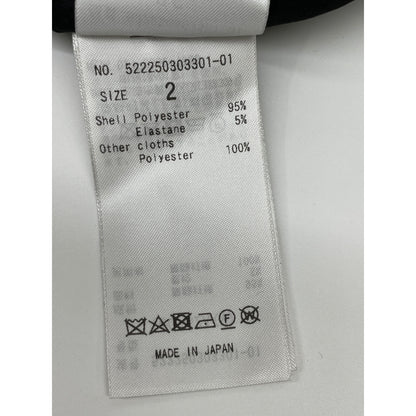 NO. 522250303301-01
SIZE 2
Shell Polyester 95%
Elastane 5%
Other cloths
Polyester 100%
MADE IN JAPAN